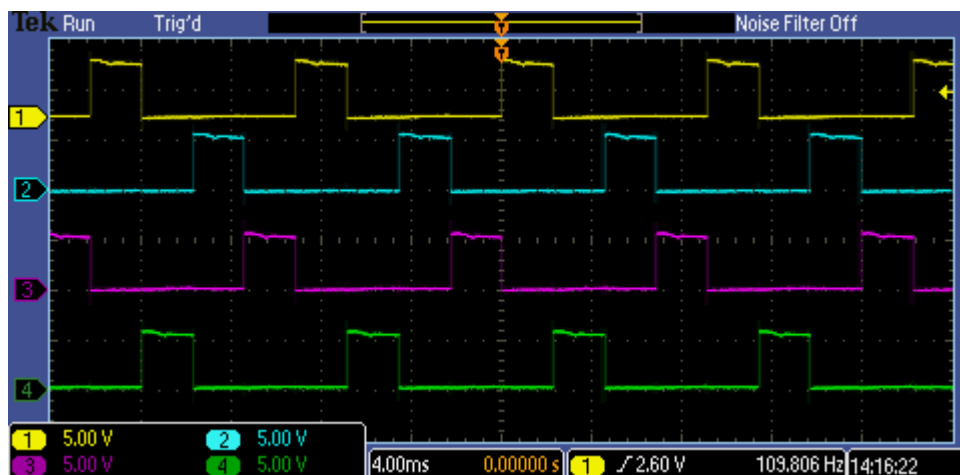 Tek Run Trig'd Noise Filter Off
T
T
1
2
3
4
1 5.00 V 2 5.00 V
3 5.00 V 4 5.00 V
4.00ms 0.00000 s 1 / 2.60 V 109.806 Hz 14:16:22